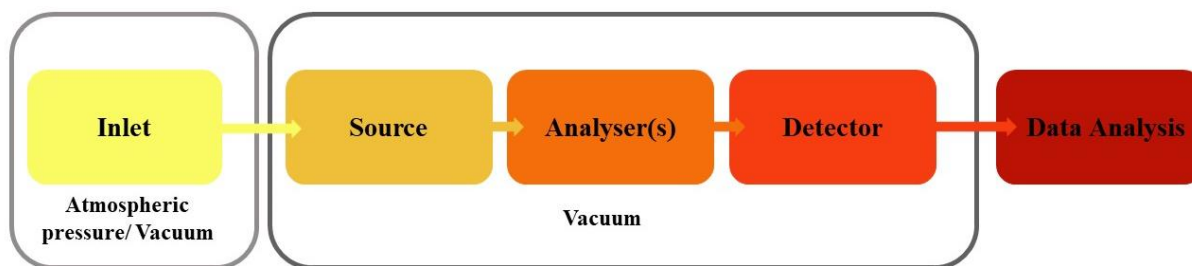 Inlet
Source
Analyser(s)
Detector
Data Analysis
Atmospheric
pressure/ Vacuum
Vacuum